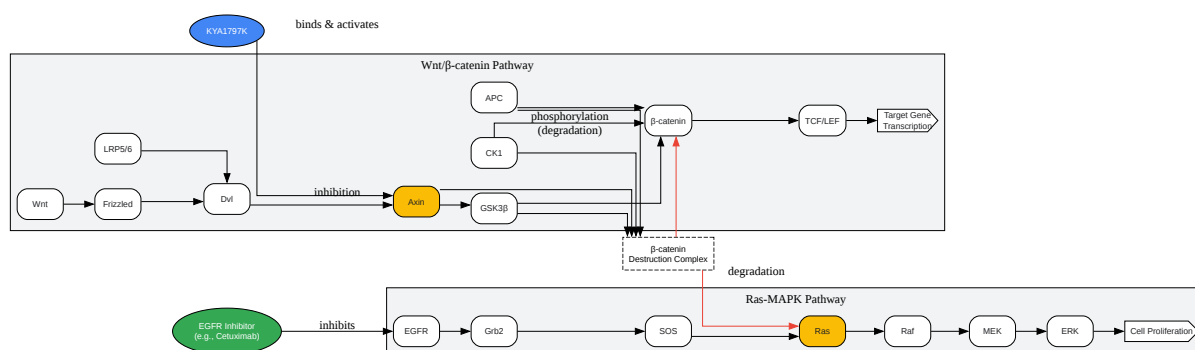 KYA1797K
binds & activates
Wnt/β-catenin Pathway
APC
phosphorylation
(degradation)
β-catenin
TCF/LEF
Target Gene
Transcription
LRP5/6
CK1
Wnt
Frizzled
Dvl
inhibition
Axin
GSK3β
β-catenin
Destruction Complex
degradation
Ras-MAPK Pathway
EGFR Inhibitor
(e.g., Cetuximab)
inhibits
EGFR
Grb2
SOS
Ras
Raf
MEK
ERK
Cell Proliferation